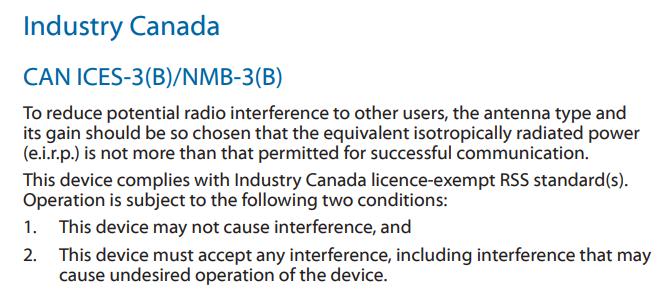 Industry Canada
CAN ICES-3(B)/NMB-3(B)
To reduce potential radio interference to other users, the antenna type and
its gain should be so chosen that the equivalent isotropically radiated power
(e.i.r.p.) is not more than that permitted for successful communication.
This device complies with Industry Canada licence-exempt RSS standard(s).
Operation is subject to the following two conditions:
1. This device may not cause interference, and
2. This device must accept any interference, including interference that may
cause undesired operation of the device.